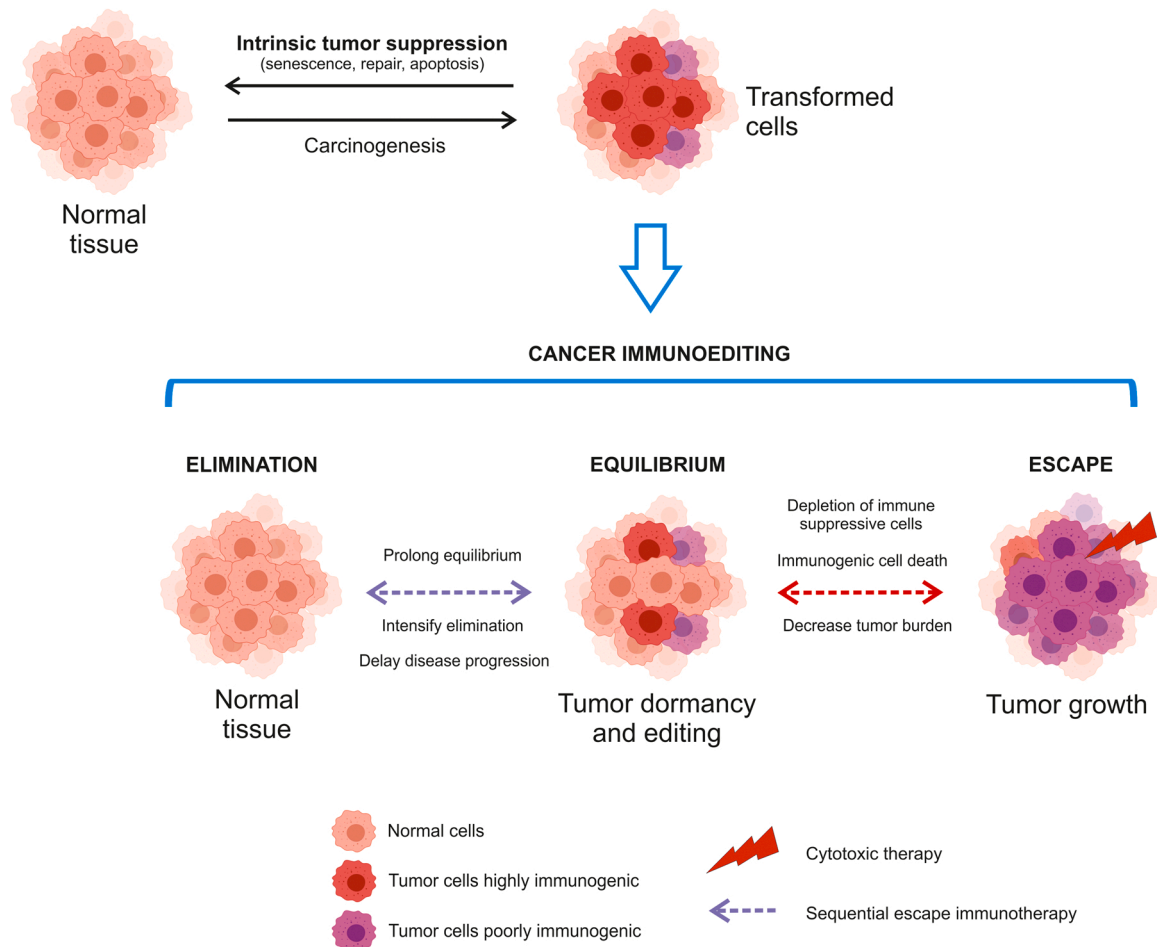 Intrinsic tumor suppression
(senescence, repair, apoptosis)
Carcinogenesis
Normal
tissue
Transformed
cells
CANCER IMMUNOEDITING
ELIMINATION
EQUILIBRIUM
ESCAPE
Prolong equilibrium
Intensify elimination
Delay disease progression
Depletion of immune
suppressive cells
Immunogenic cell death
Decrease tumor burden
Normal
tissue
Tumor dormancy
and editing
Tumor growth
Normal cells
Tumor cells highly immunogenic
Tumor cells poorly immunogenic
Cytotoxic therapy
Sequential escape immunotherapy